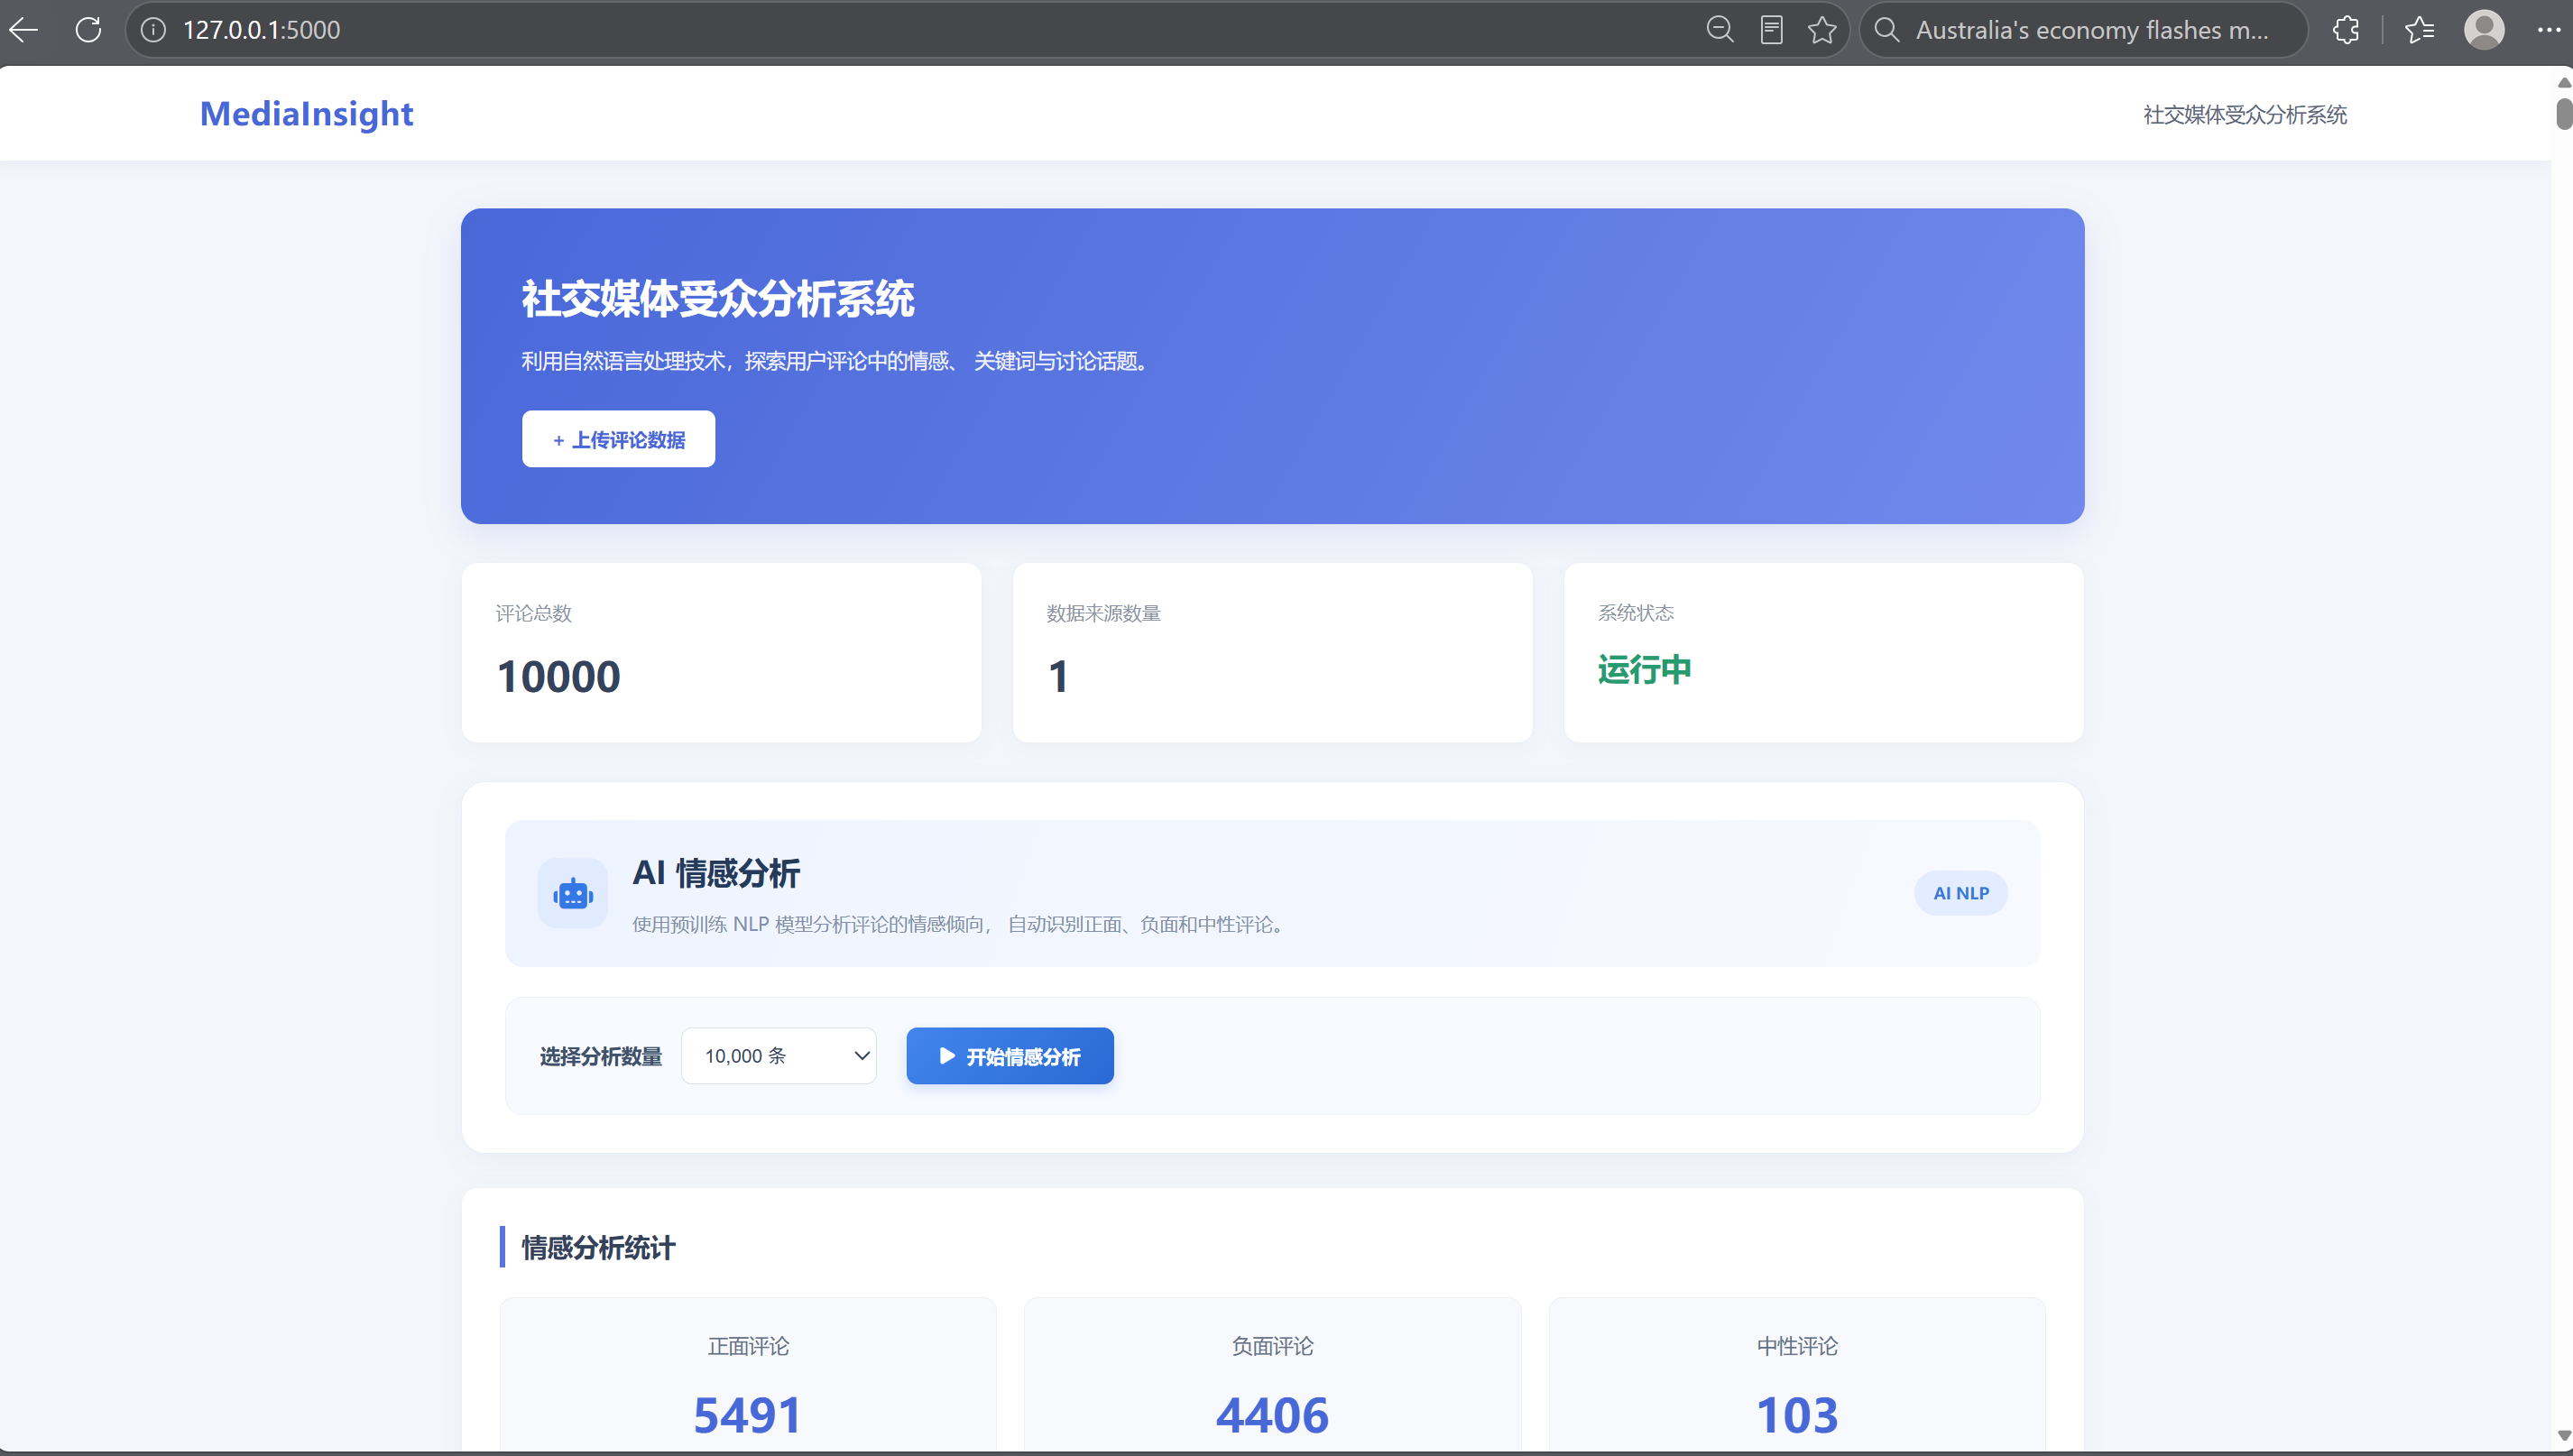 127.0.0.1:5000
Australia's economy flashes m...
MediaInsight
社交媒体受众分析系统
社交媒体受众分析系统
利用自然语言处理技术，探索用户评论中的情感、 关键词与讨论话题。
+ 上传评论数据
评论总数
10000
数据来源数量
1
系统状态
运行中
AI 情感分析
使用预训练 NLP 模型分析评论的情感倾向， 自动识别正面、负面和中性评论。
AI NLP
选择分析数量
10,000 条
开始情感分析
情感分析统计
正面评论
5491
负面评论
4406
中性评论
103